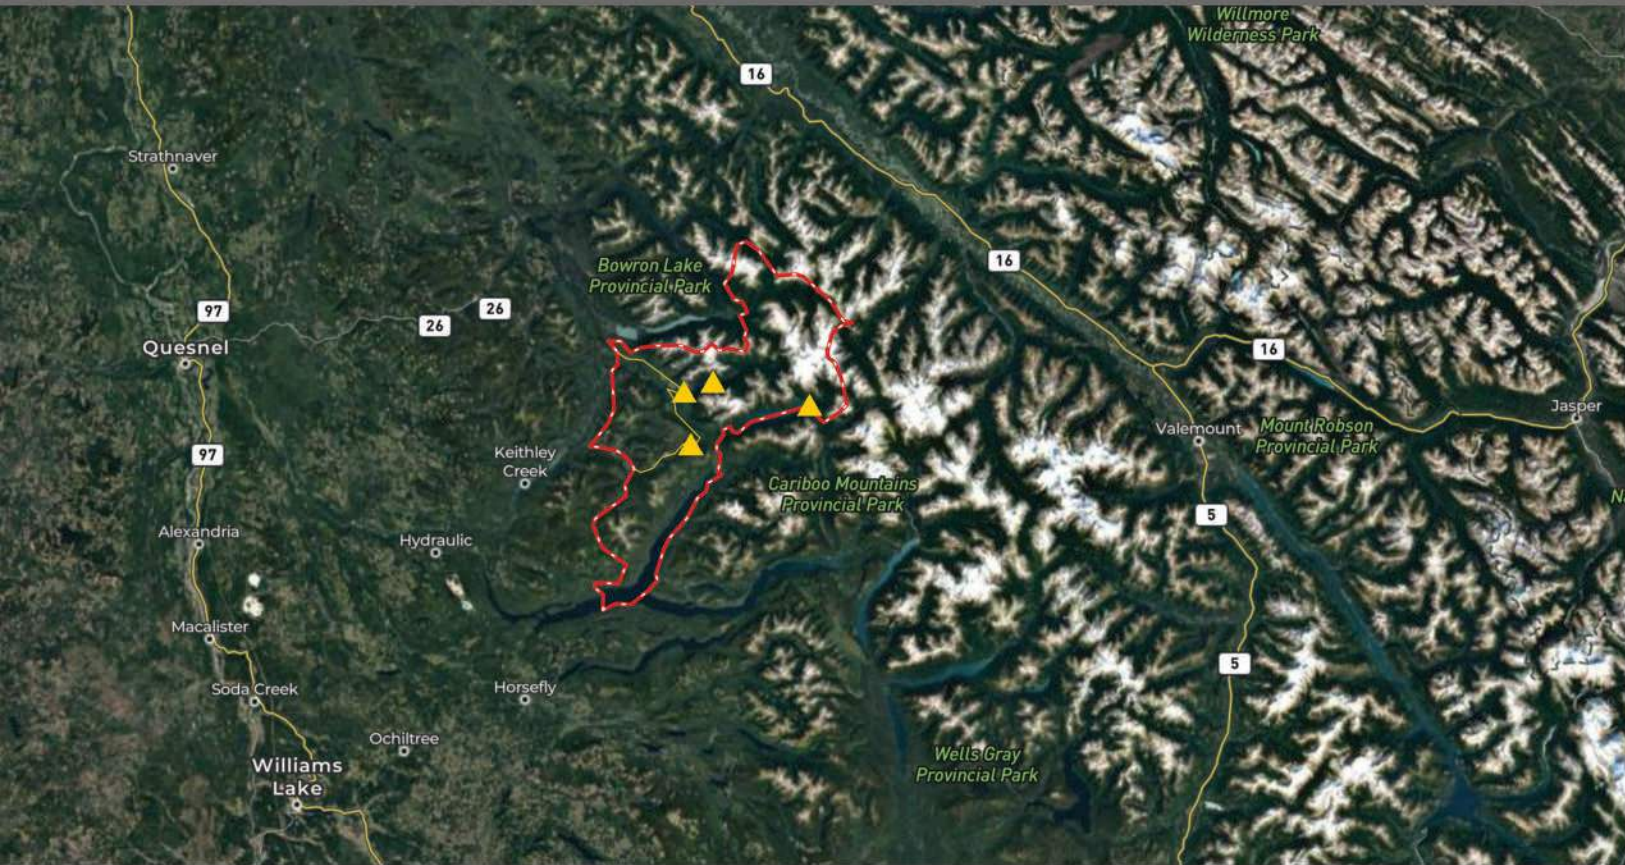 Willmore
Wilderness Park
16
Strathnaver
16
Bowron Lake
Provincial Park
97
26
26
Quesnel
16
Jasper
Valemount
Mount Robson
Provincial Park
97
Keithley
Creek
Cariboo Mountains
Provincial Park
5
Alexandria
Hydraulic
Macalister
5
Soda Creek
Horsefly
Ochiltree
Wells Gray
Provincial Park
Williams
Lake